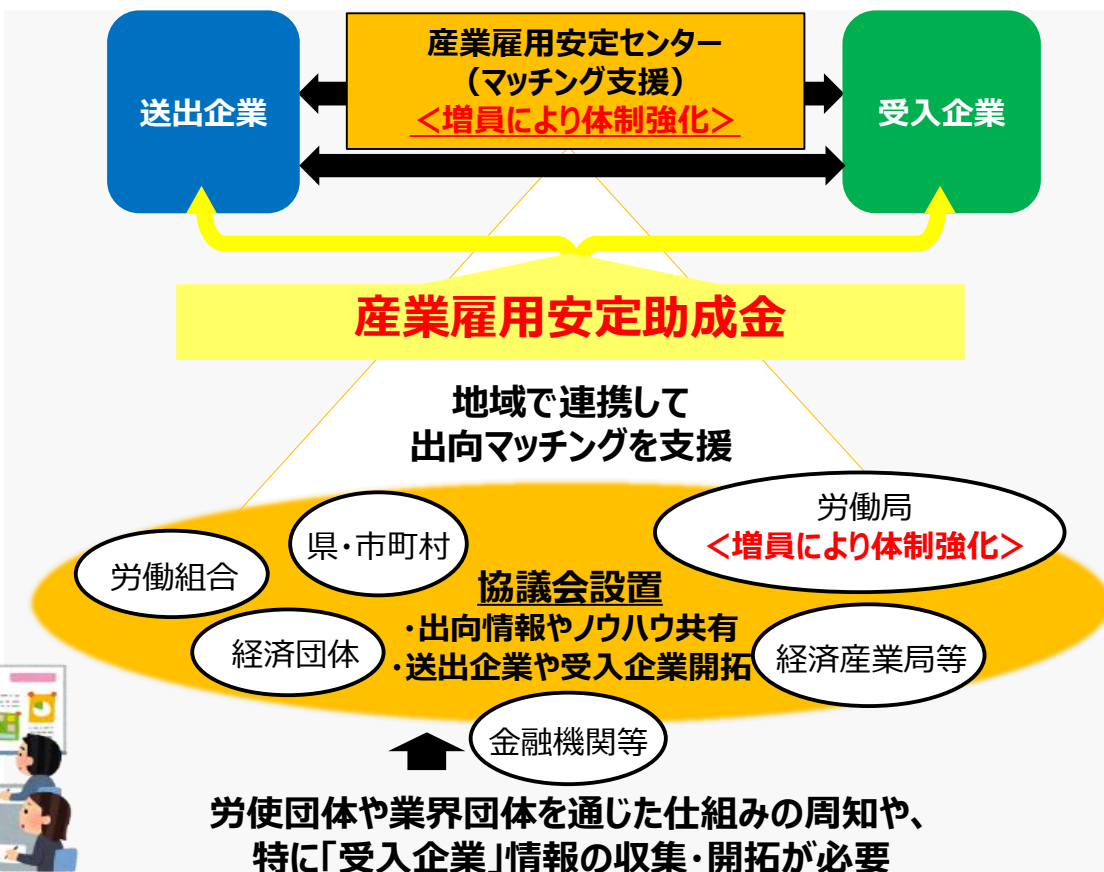 産業雇用安定センター
（マッチング支援）
＜増員により体制強化＞
送出企業
受入企業
産業雇用安定助成金
地域で連携して
出向マッチングを支援
労働局
＜増員により体制強化＞
県・市町村
労働組合
協議会設置
・出向情報やノウハウ共有
・送出企業や受入企業開拓
経済団体
経済産業局等
金融機関等
労使団体や業界団体を通じた仕組みの周知や、
特に「受入企業」情報の収集・開拓が必要